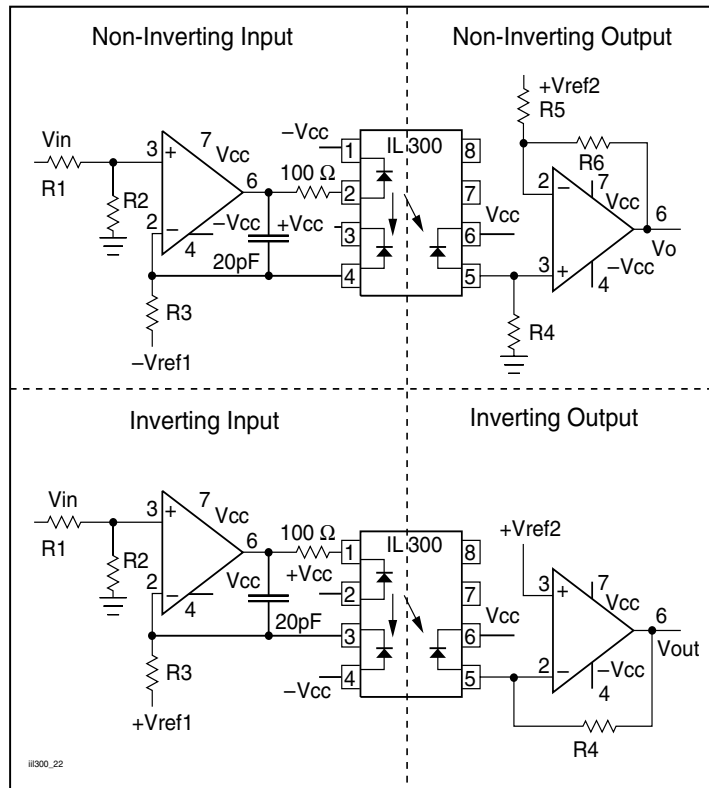 Non-Inverting Input
Non-Inverting Output
Vin
R1
R2
3
+
2
–
7
Vcc
6
–Vcc
4
100 Ω
20pF
R3
–Vref1
–Vcc
+Vcc
IL 300
1
2
3
4
8
7
6
5
Vcc
R4
+Vref2
R5
R6
2
–
3
+
7
Vcc
6
Vo
–Vcc
4
Inverting Input
Inverting Output
Vin
R1
R2
3
+
2
–
7
Vcc
6
Vcc
4
100 Ω
20pF
R3
+Vref1
+Vcc
–Vcc
IL 300
1
2
3
4
8
7
6
5
Vcc
+Vref2
3
+
2
–
7
Vcc
6
Vout
–Vcc
4
R4
iil300_22